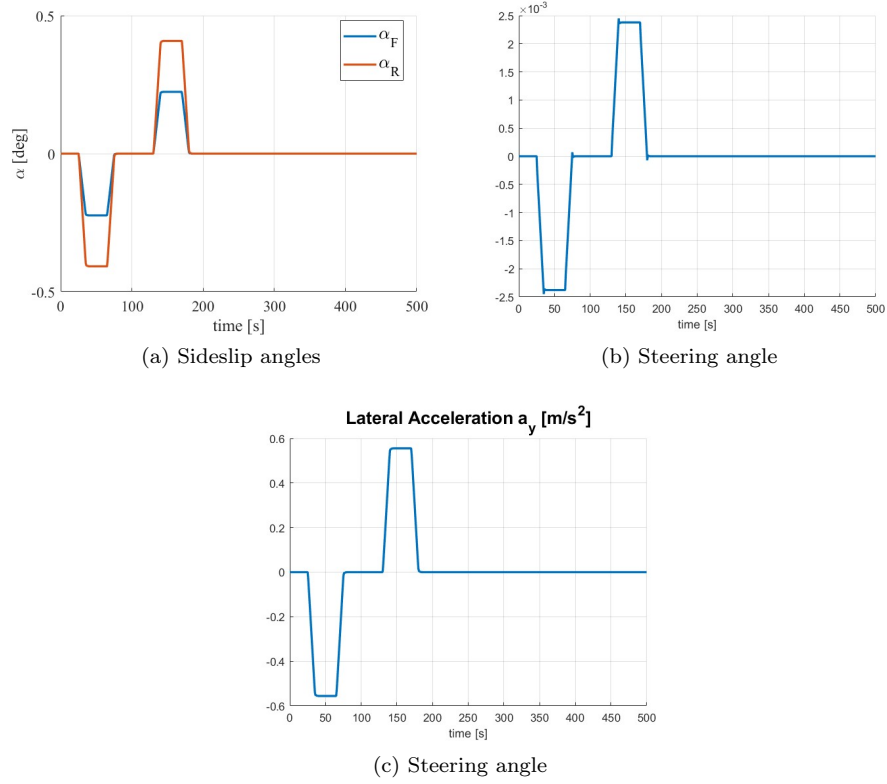 0.5
0
-0.5
α [deg]
α_F
α_R
0 100 200 300 400 500
time [s]
(a) Sideslip angles
×10⁻³
2.5
2
1.5
1
0.5
0
-0.5
-1
-1.5
-2
-2.5
0 50 100 150 200 250 300 350 400 450 500
time [s]
(b) Steering angle
Lateral Acceleration a_y [m/s²]
0.6
0.4
0.2
0
-0.2
-0.4
-0.6
0 50 100 150 200 250 300 350 400 450 500
time [s]
(c) Steering angle